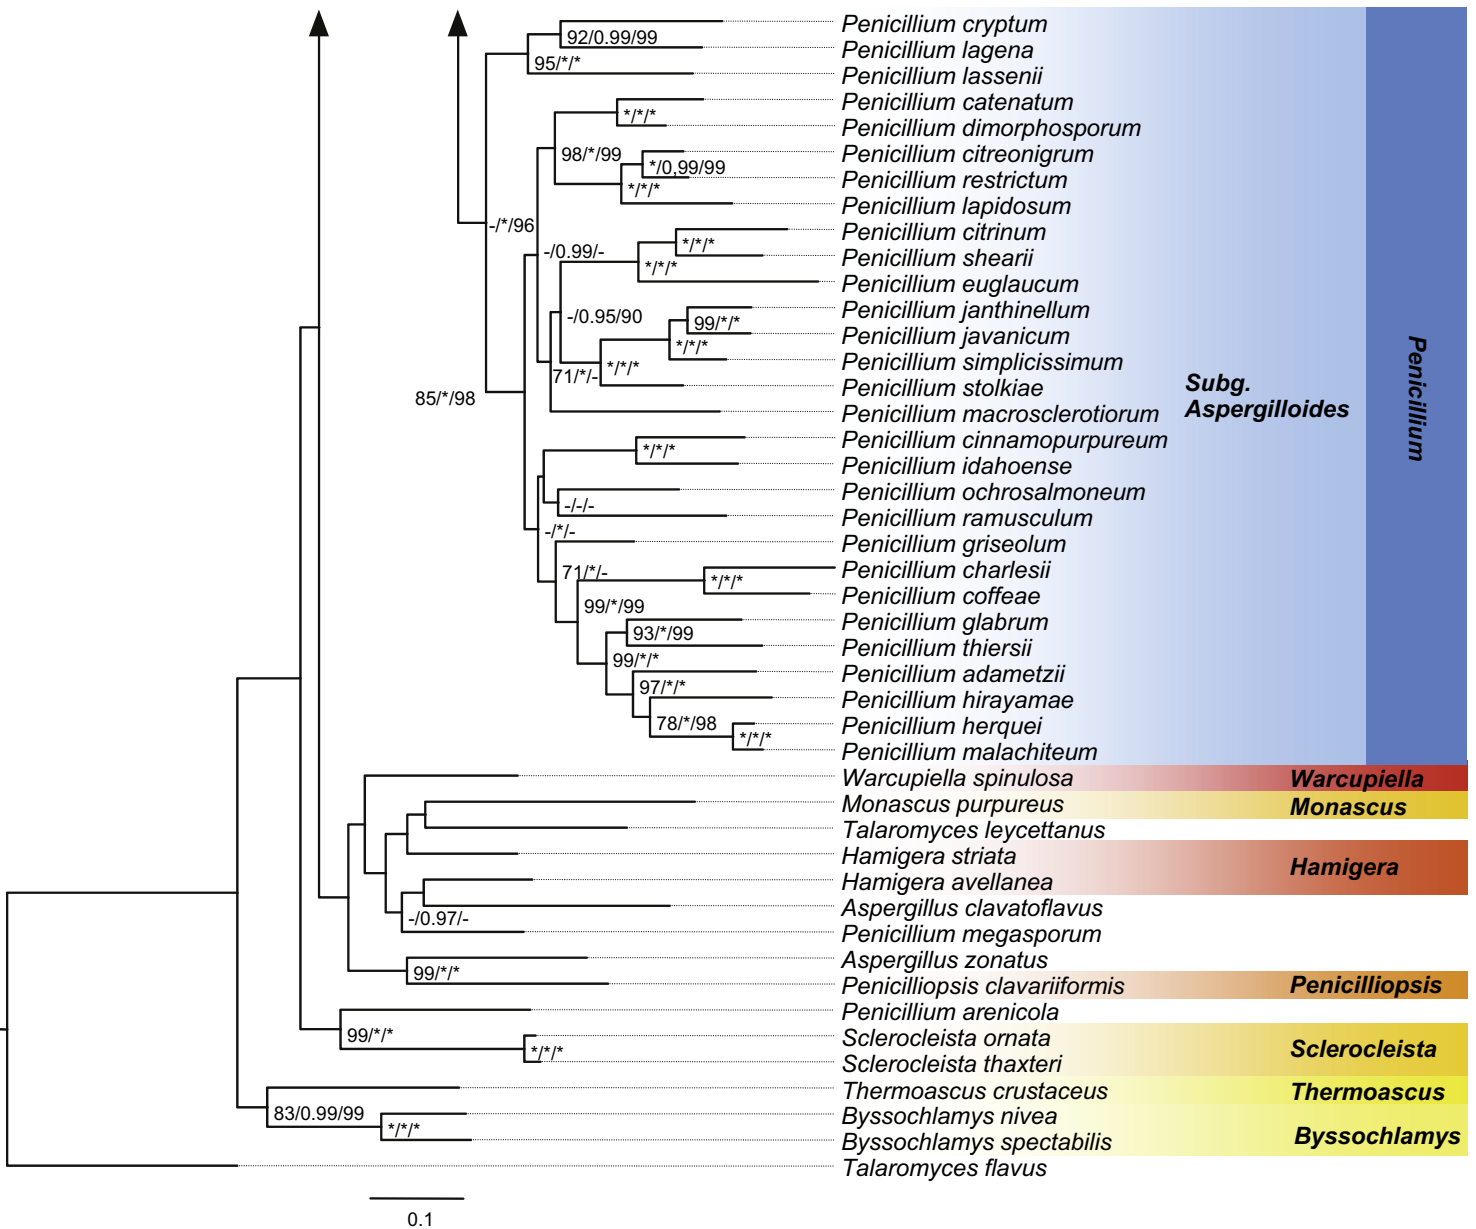 Penicillium cryptum
92/0.99/99
Penicillium lagena
95/*/*
Penicillium lassenii
Penicillium catenatum
*/*/*
Penicillium dimorphosporum
98/*/99
Penicillium citreonigrum
*/0,99/99
Penicillium restrictum
*/*/*
Penicillium lapidosum
-/*/96
Penicillium citrinum
*/*/*
-/0.99/-
Penicillium shearii
*/*/*
Penicillium euglaucum
Penicillium janthinellum
-/0.95/90
99/*/*
Penicillium javanicum
*/*/*
Penicillium simplicissimum
*/*/*
71/*/-
Penicillium stolkiae
85/*/98
Penicillium macrosclerotiorum
Subg.
Aspergilloides
Penicillium
Penicillium cinnamopurpureum
*/*/*
Penicillium idahoense
Penicillium ochrosalmoneum
-/-/-
Penicillium ramusculum
-/*/-
Penicillium griseolum
71/*/-
Penicillium charlesii
*/*/*
Penicillium coffeae
99/*/99
Penicillium glabrum
93/*/99
Penicillium thiersii
99/*/*
Penicillium adametzii
97/*/*
Penicillium hirayamae
78/*/98
Penicillium herquei
*/*/*
Penicillium malachiteum
Warcupiella spinulosa
Warcupiella
Monascus purpureus
Monascus
Talaromyces leycettanus
Hamigera striata
Hamigera
Hamigera avellanea
Aspergillus clavatoflavus
-/0.97/-
Penicillium megasporum
Aspergillus zonatus
99/*/*
Penicilliopsis clavariiformis
Penicilliopsis
Penicillium arenicola
99/*/*
Sclerocleista ornata
*/*/*
Sclerocleista
Sclerocleista thaxteri
Thermoascus crustaceus
Thermoascus
83/0.99/99
Byssochlamys nivea
*/*/*
Byssochlamys
Byssochlamys spectabilis
Talaromyces flavus
0.1